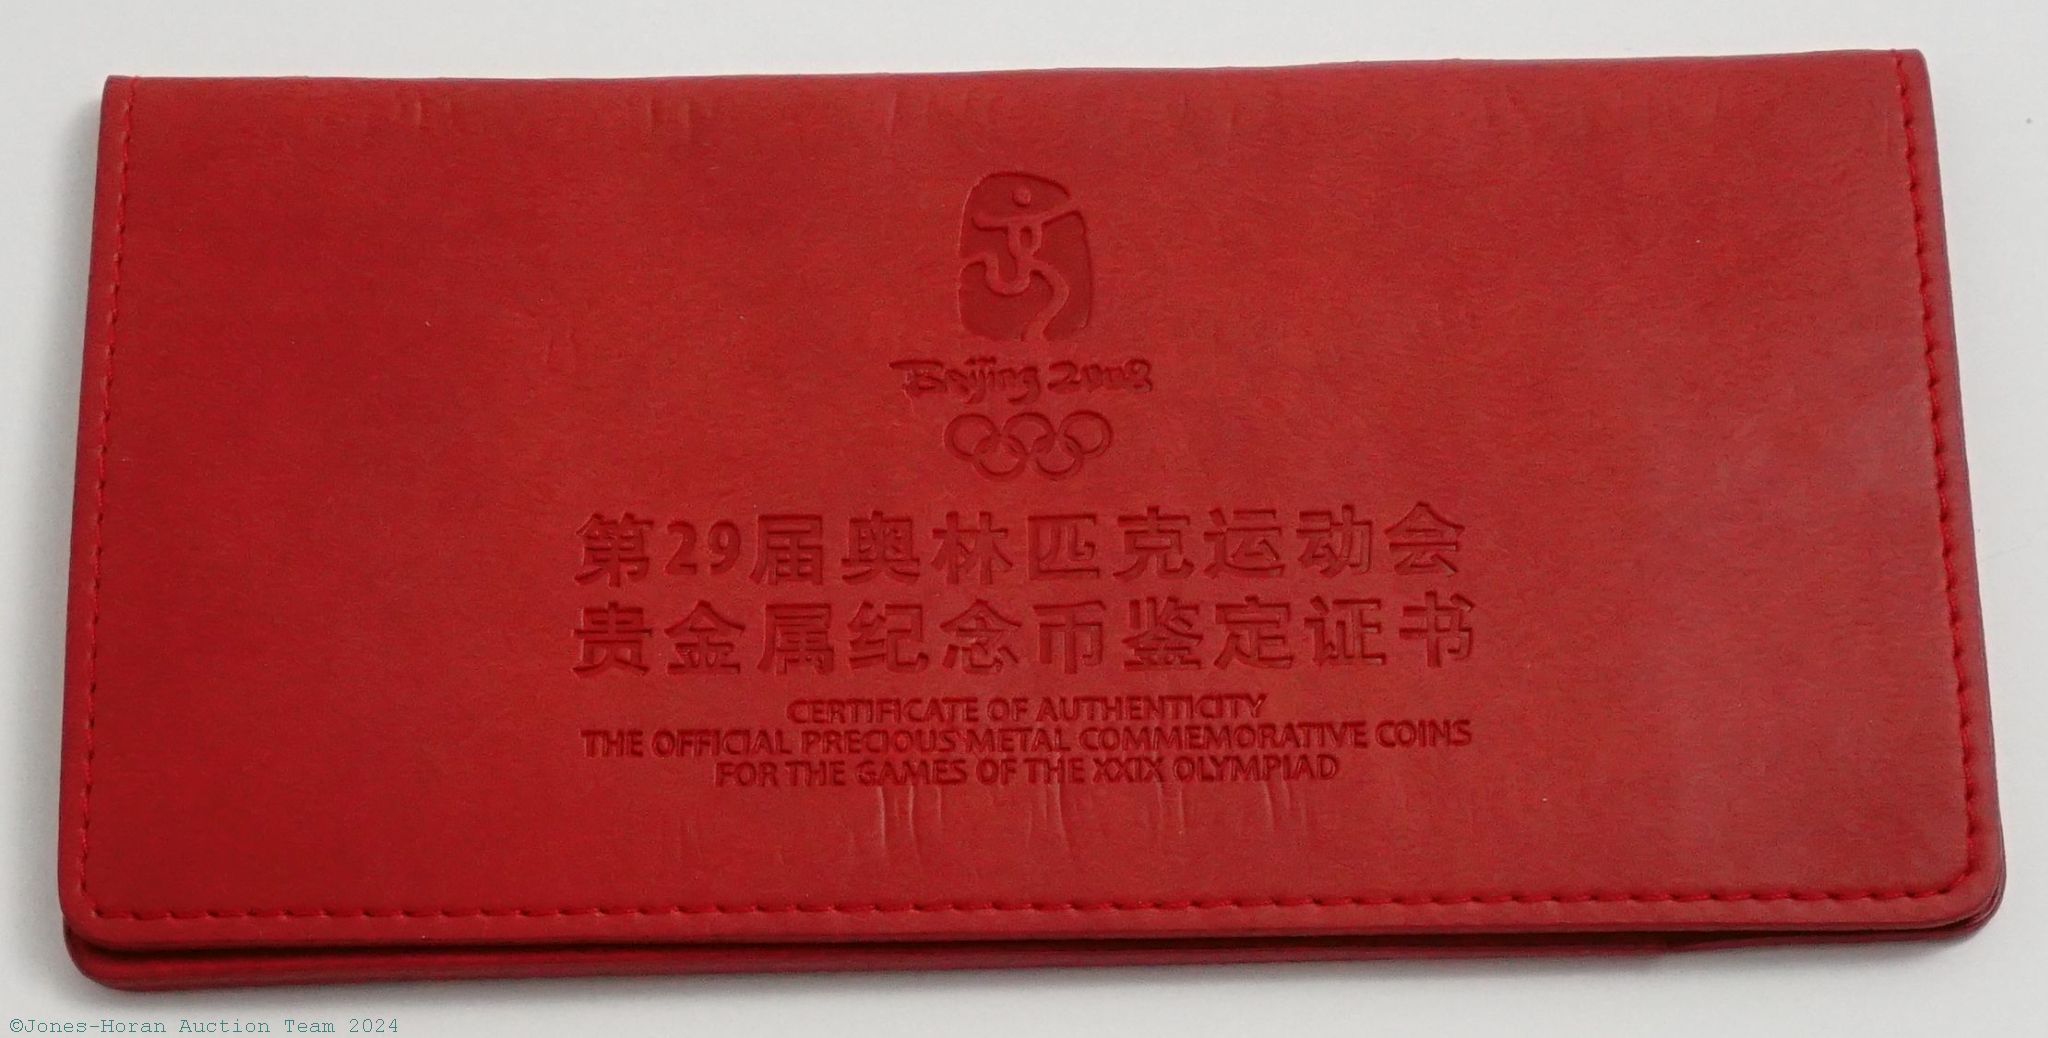 Beijing 2008
第29届奥林匹克运动会
贵金属纪念币鉴定证书
CERTIFICATE OF AUTHENTICITY
THE OFFICIAL PRECIOUS METAL COMMEMORATIVE COINS
FOR THE GAMES OF THE XXIX OLYMPIAD
©Jones-Horan Auction Team 2024